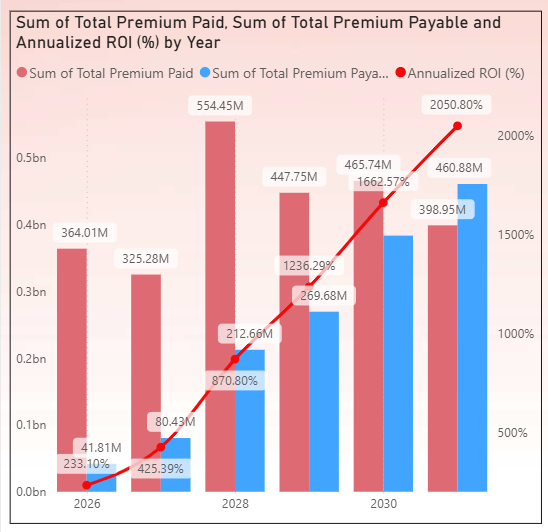 Sum of Total Premium Paid, Sum of Total Premium Payable and
Annualized ROI (%) by Year
Sum of Total Premium Paid Sum of Total Premium Paya... Annualized ROI (%)
554.45M
2050.80%
2000%
0.5bn
447.75M
465.74M
460.88M
1662.57%
398.95M
0.4bn
364.01M
325.28M
1500%
0.3bn
1236.29%
269.68M
1000%
0.2bn
212.66M
870.80%
0.1bn
80.43M
500%
41.81M
233.10%
425.39%
0.0bn
2026 2028 2030